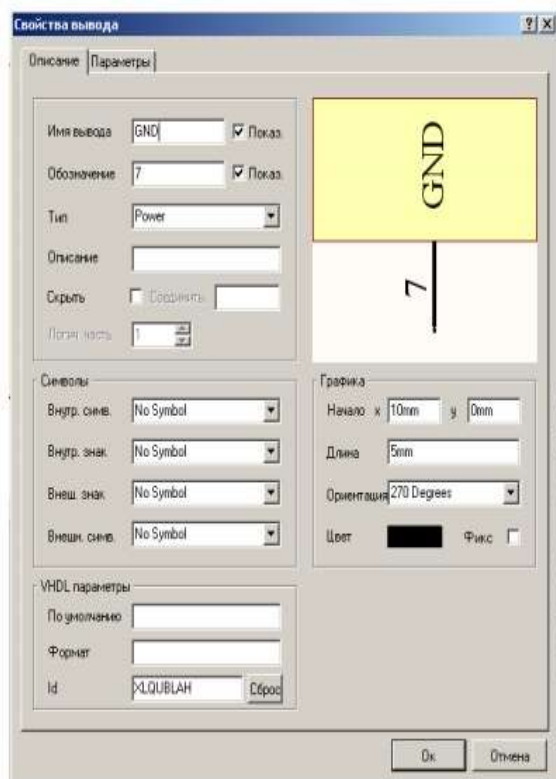 Свойства вывода
Описание Параметры
Имя вывода GND Показ.
Обозначение 7 Показ.
Тип Power
Описание
Скрыть Соединить
Логич. часть 1
GND
7
Символы
Внутр. симв. No Symbol
Внутр. знак No Symbol
Внеш. знак No Symbol
Внешн. симв. No Symbol
Графика
Начало x 10mm y 0mm
Длина 5mm
Ориентация 270 Degrees
Цвет Фикс
VHDL параметры
По умолчанию
Формат
Id XLQUBLAH Сброс
Ок Отмена